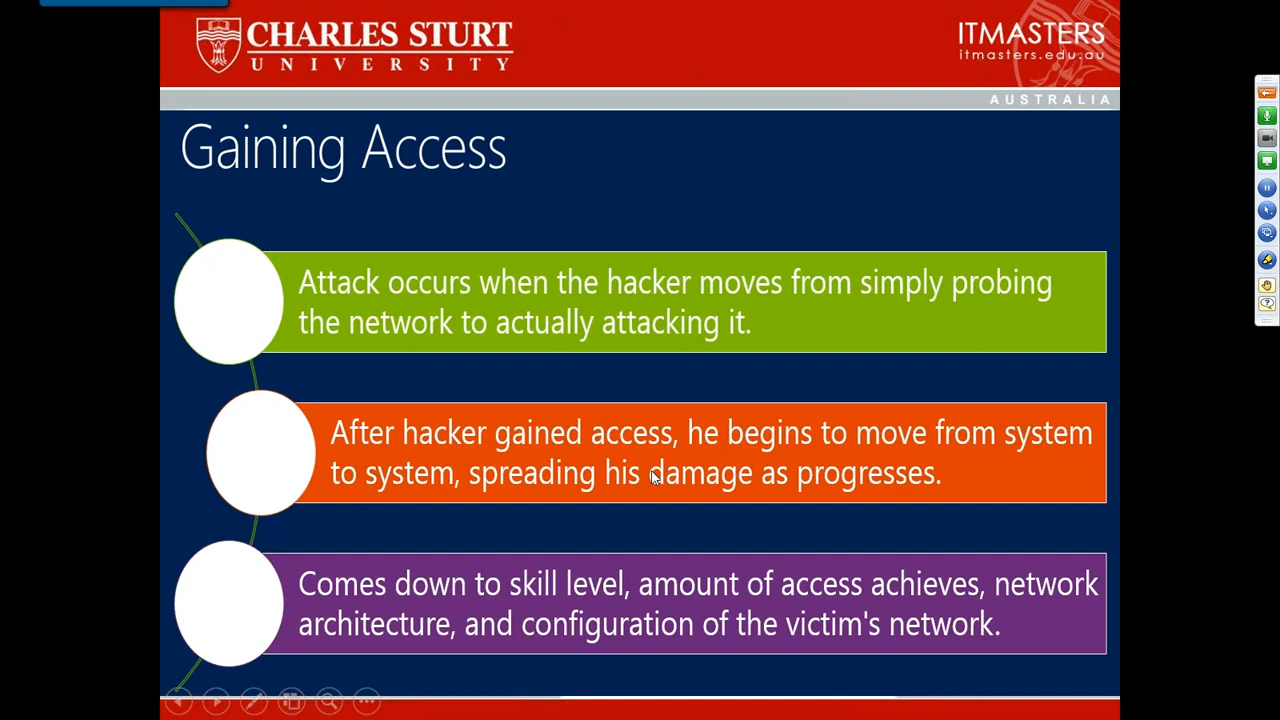 CHARLES STURT
UNIVERSITY
ITMASTERS
itmasters.edu.au
AUSTRALIA
Gaining Access
Attack occurs when the hacker moves from simply probing
the network to actually attacking it.
After hacker gained access, he begins to move from system
to system, spreading his damage as progresses.
Comes down to skill level, amount of access achieves, network
architecture, and configuration of the victim's network.